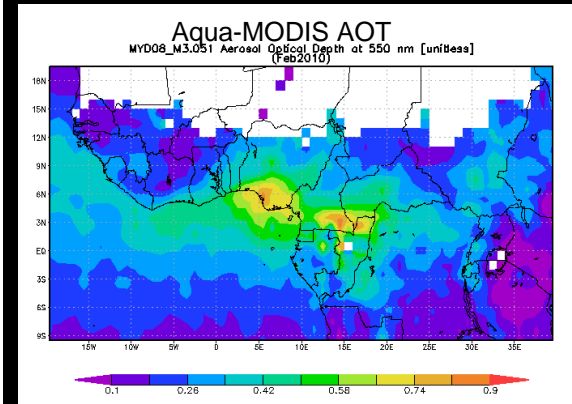 Aqua-MODIS AOT
MYD08_M3.051 Aerosol Optical Depth at 550 nm [unitless]
(Feb2010)
18N
15N
12N
9N
6N
3N
EQ
3S
6S
9S
15W 10W 5W 0 5E 10E 15E 20E 25E 30E 35E
0.1 0.26 0.42 0.58 0.74 0.9